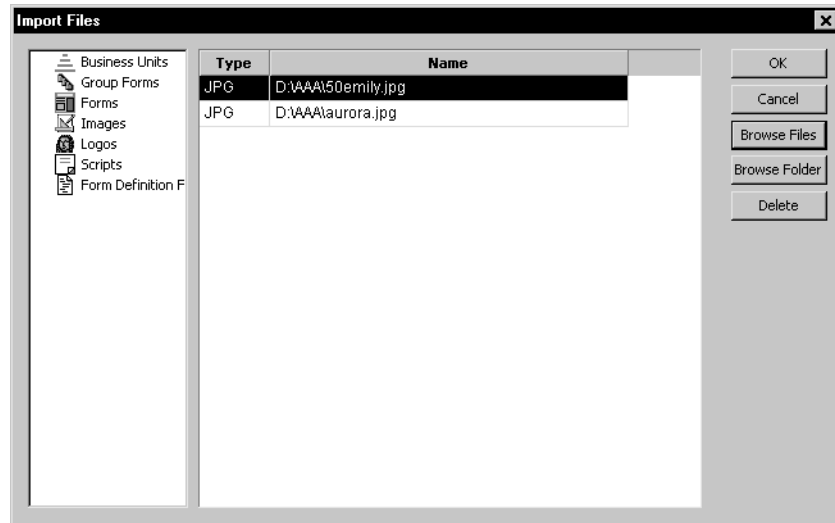 Import Files
Business Units
Group Forms
Forms
Images
Logos
Scripts
Form Definition F
Type Name
JPG D:\AAA\50emily.jpg
JPG D:\AAA\aurora.jpg
OK
Cancel
Browse Files
Browse Folder
Delete